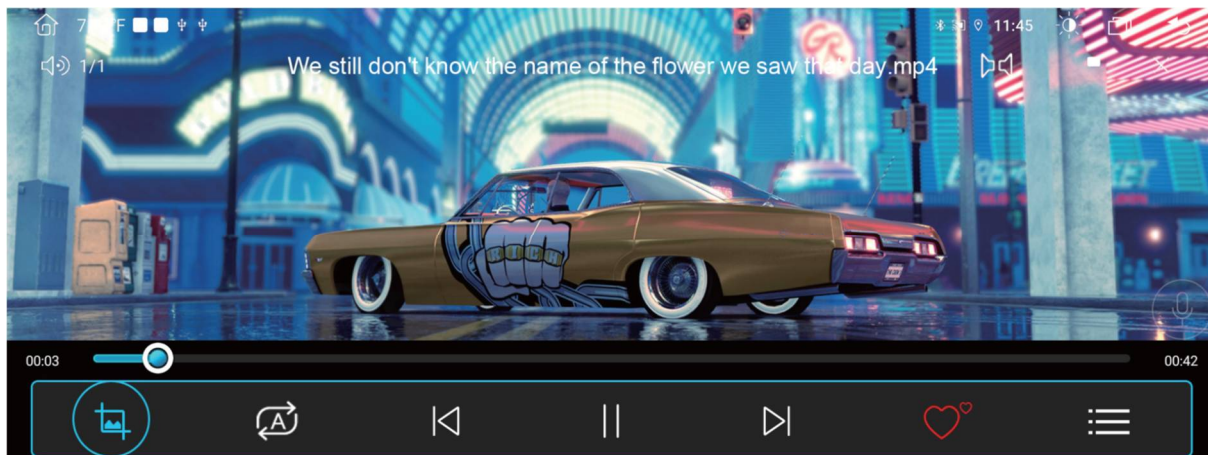 11:45
1/1
We still don't know the name of the flower we saw that day.mp4
GR
00:03
00:42
A